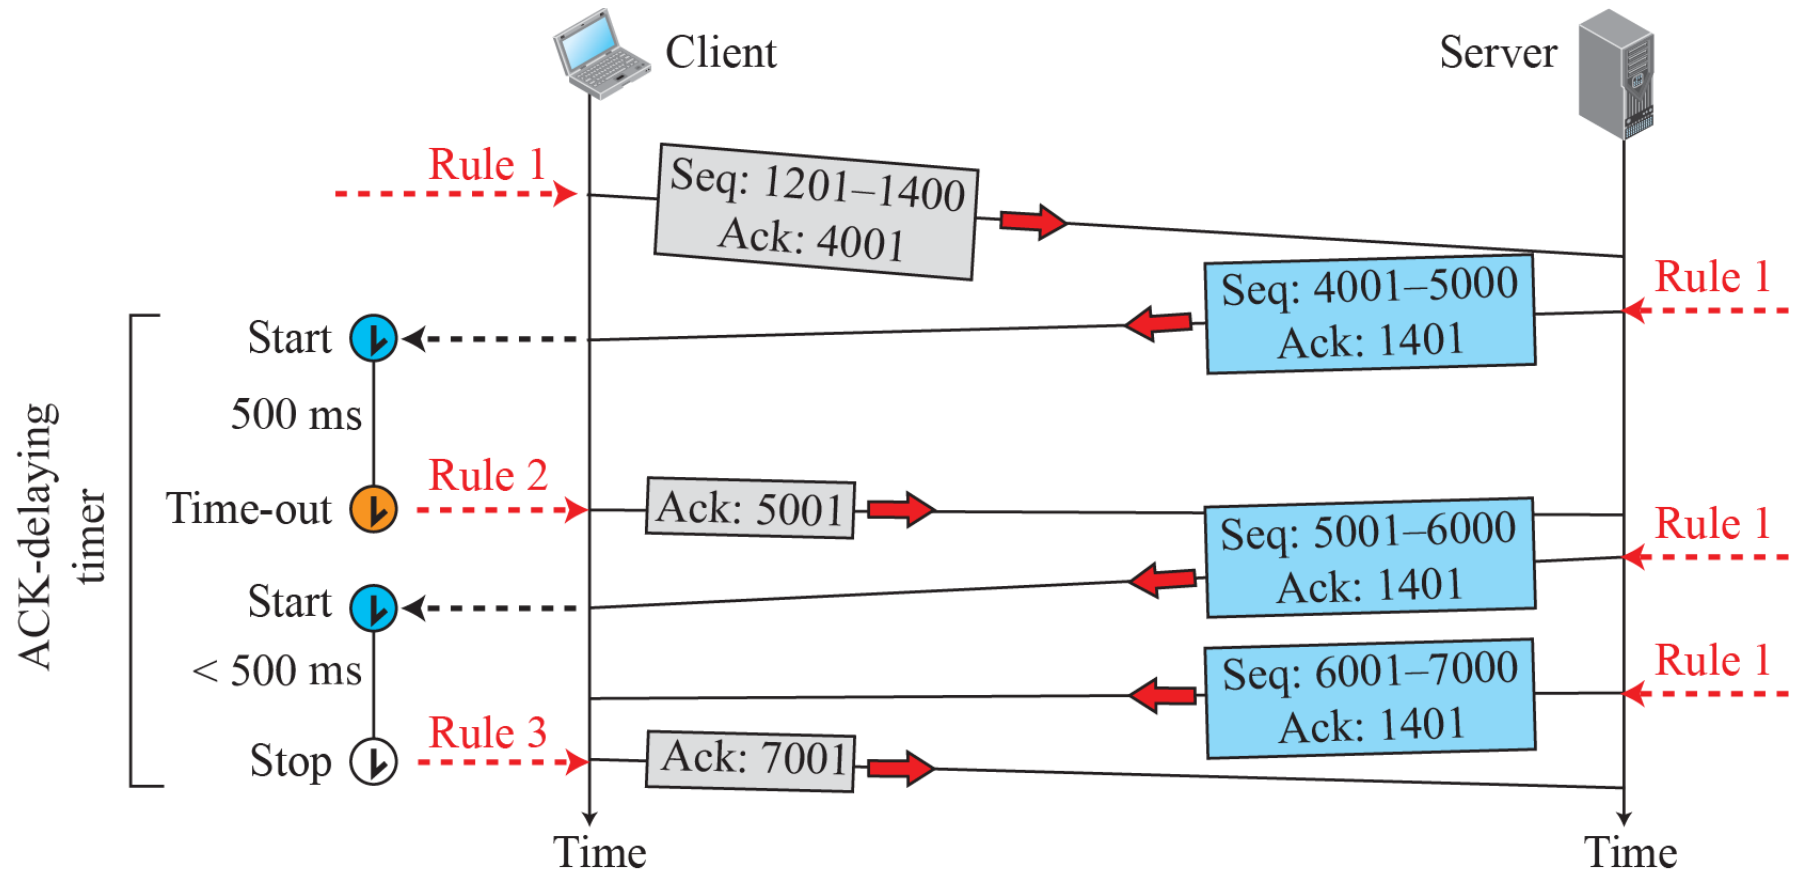 Client
Server
Rule 1
Seq: 1201–1400
Ack: 4001
Rule 1
Seq: 4001–5000
Ack: 1401
Start
500 ms
Rule 2
Time-out
Ack: 5001
Rule 1
Seq: 5001–6000
Ack: 1401
ACK-delaying
timer
Start
< 500 ms
Rule 1
Seq: 6001–7000
Ack: 1401
Rule 3
Stop
Ack: 7001
Time
Time